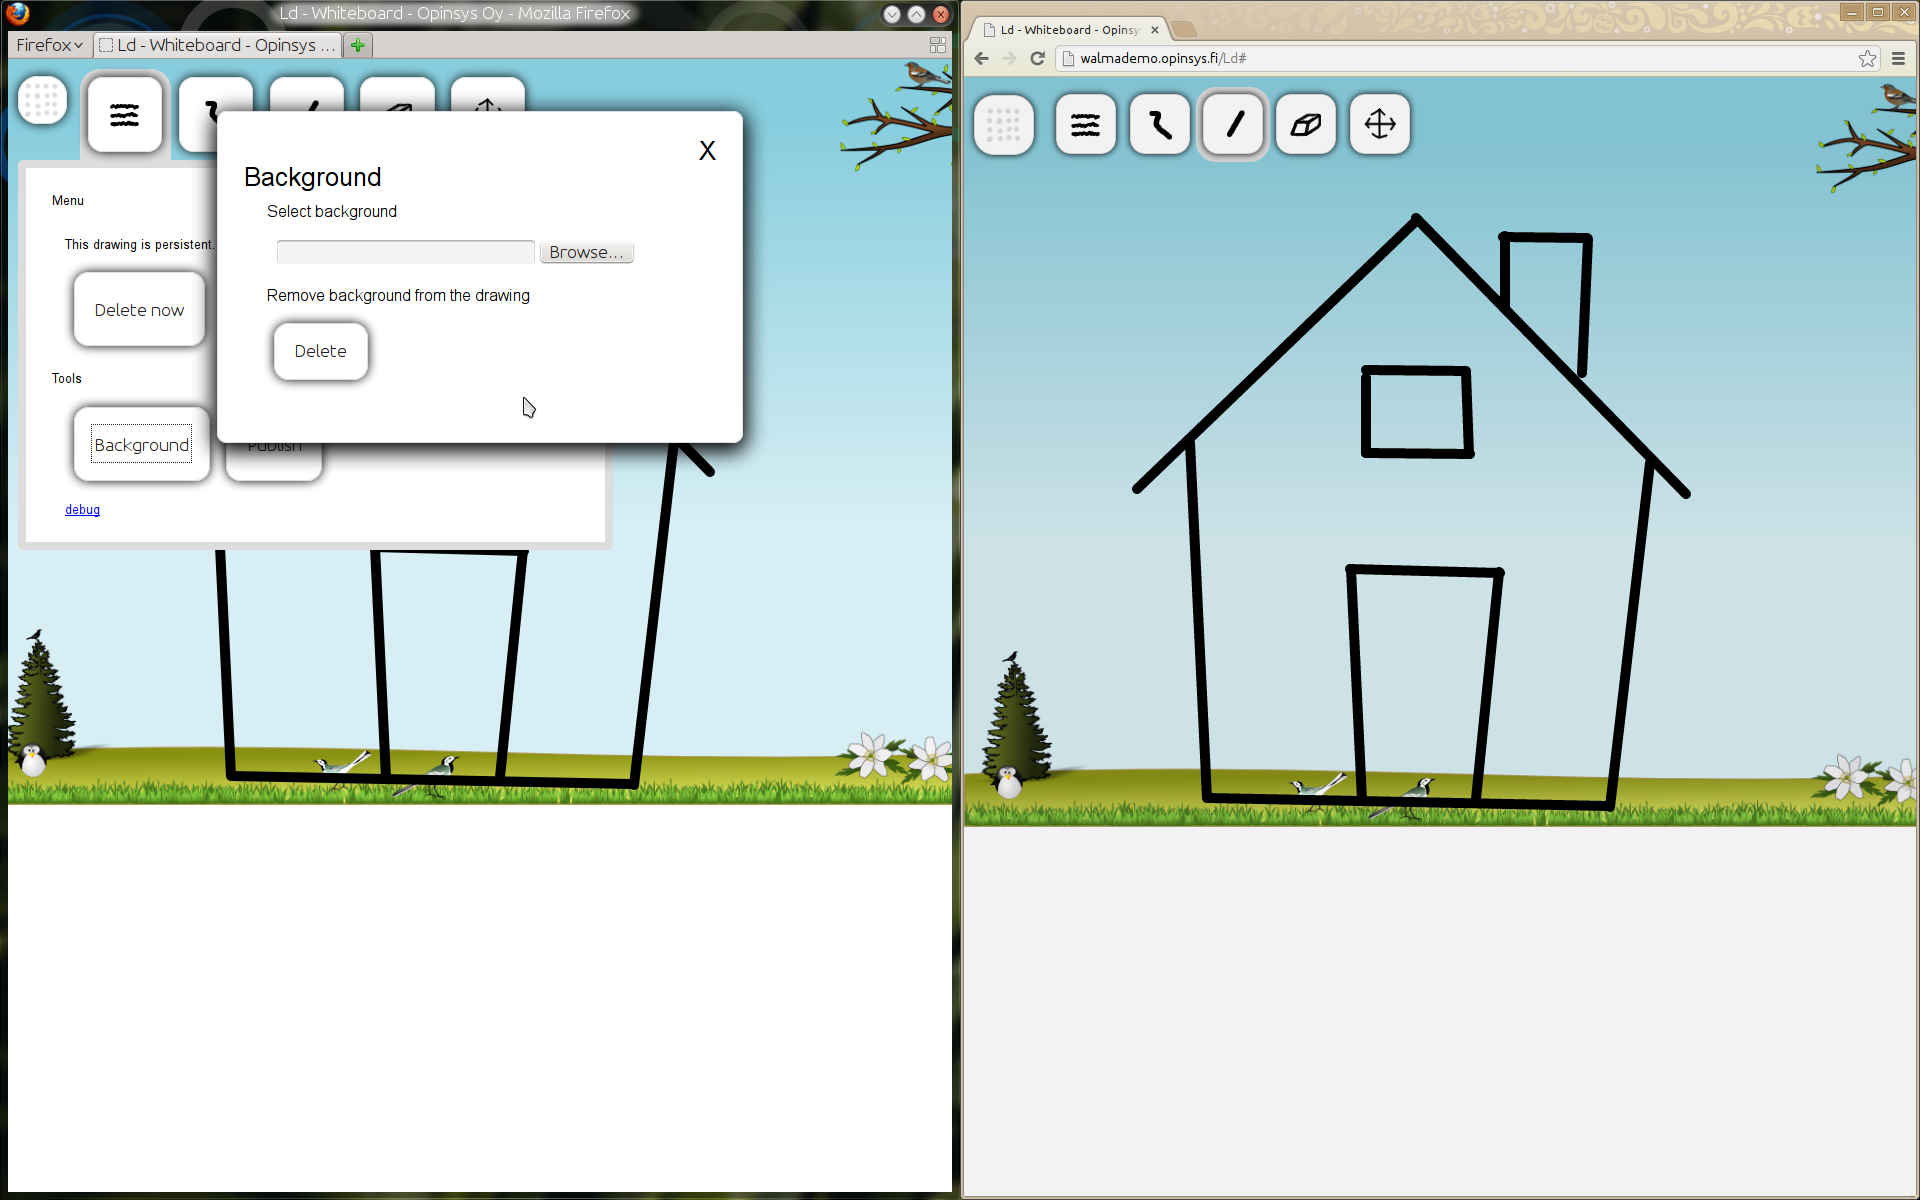 Ld - Whiteboard - Opinsys Oy - Mozilla Firefox
Firefox
Ld - Whiteboard - Opinsys ...
X
Background
Select background
Browse...
Remove background from the drawing
Delete
Menu
This drawing is persistent.
Delete now
Tools
Background
Publish
debug
Ld - Whiteboard - Opinsy
walmademo.opinsys.fi/Ld#